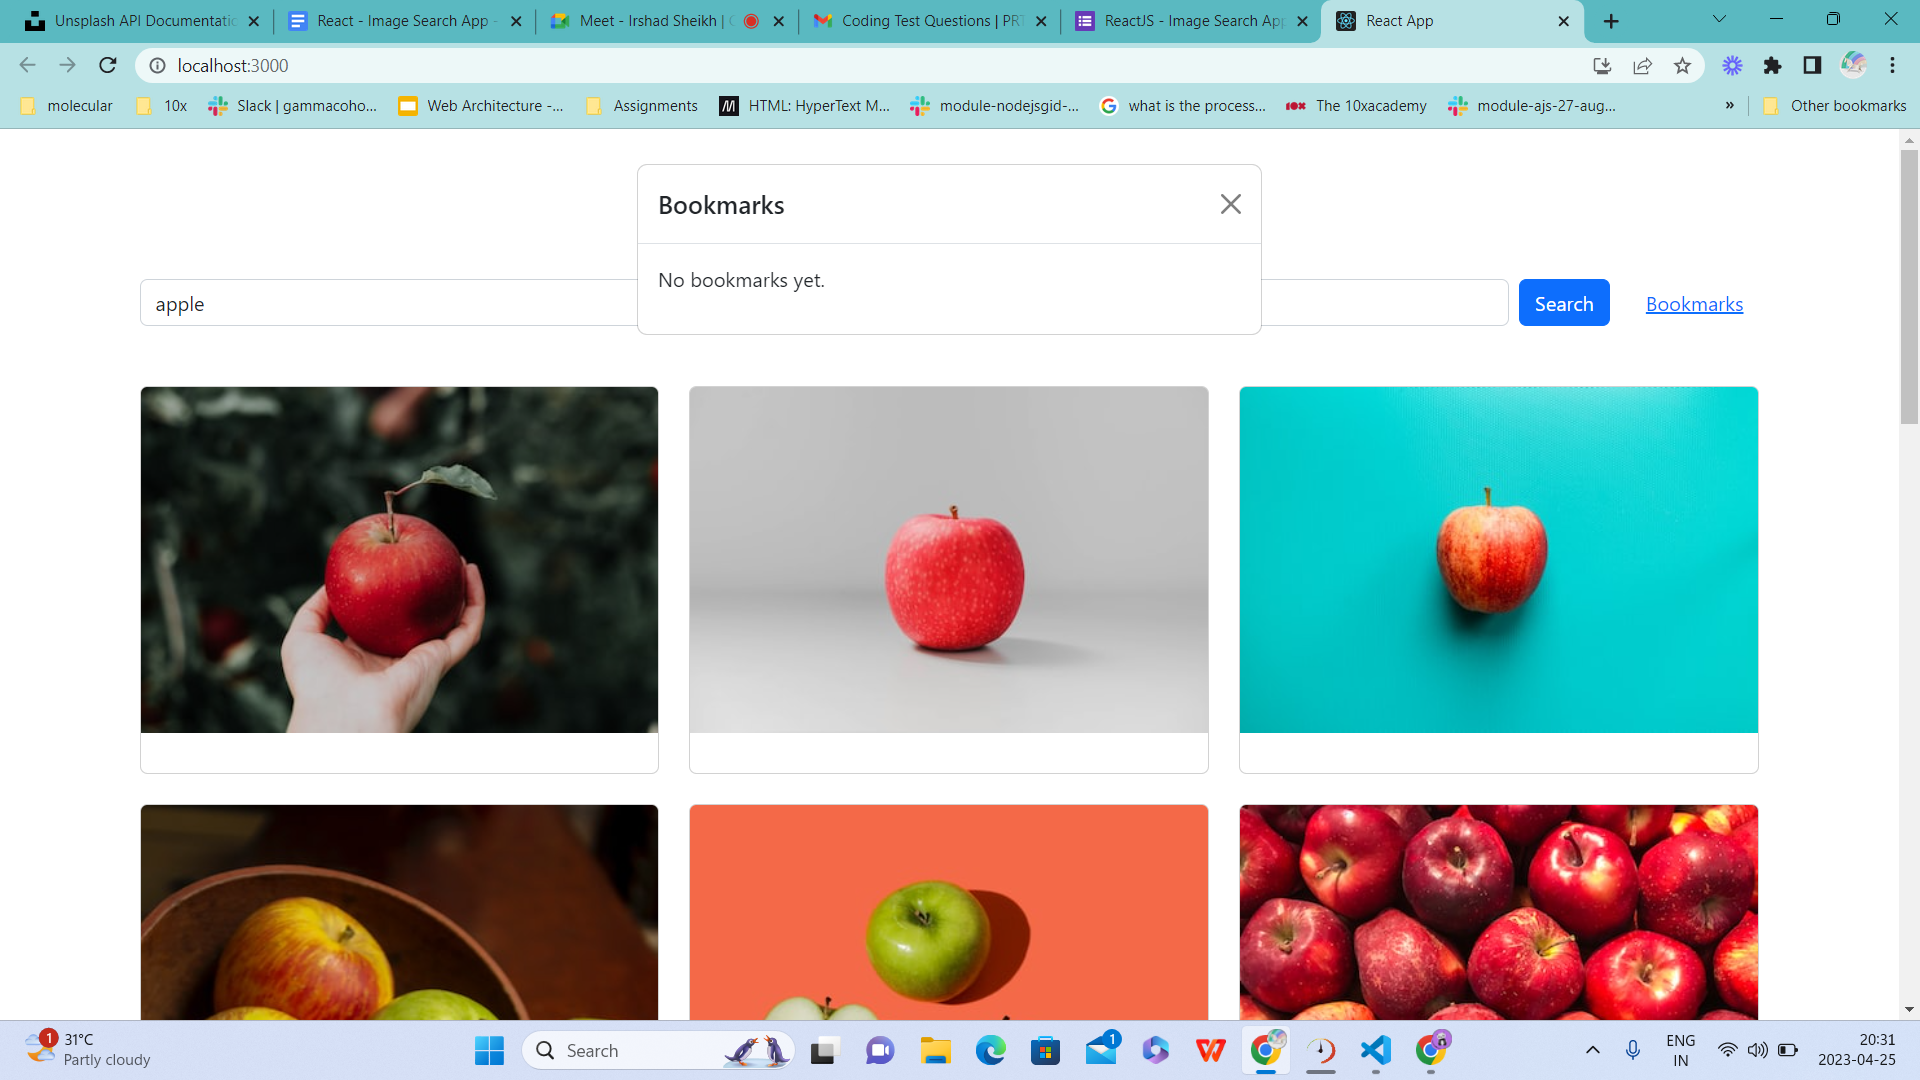 Unsplash API Documentatic
React - Image Search App -
Meet - Irshad Sheikh |
Coding Test Questions | PRT
ReactJS - Image Search App
React App
localhost:3000
molecular
10x
Slack | gammacoho...
Web Architecture -...
Assignments
HTML: HyperText M...
module-nodejsgid-...
what is the process...
The 10xacademy
module-ajs-27-aug...
»
Other bookmarks
Bookmarks
No bookmarks yet.
apple
Search
Bookmarks
1
31°C
Partly cloudy
Search
1
ENG
IN
20:31
2023-04-25